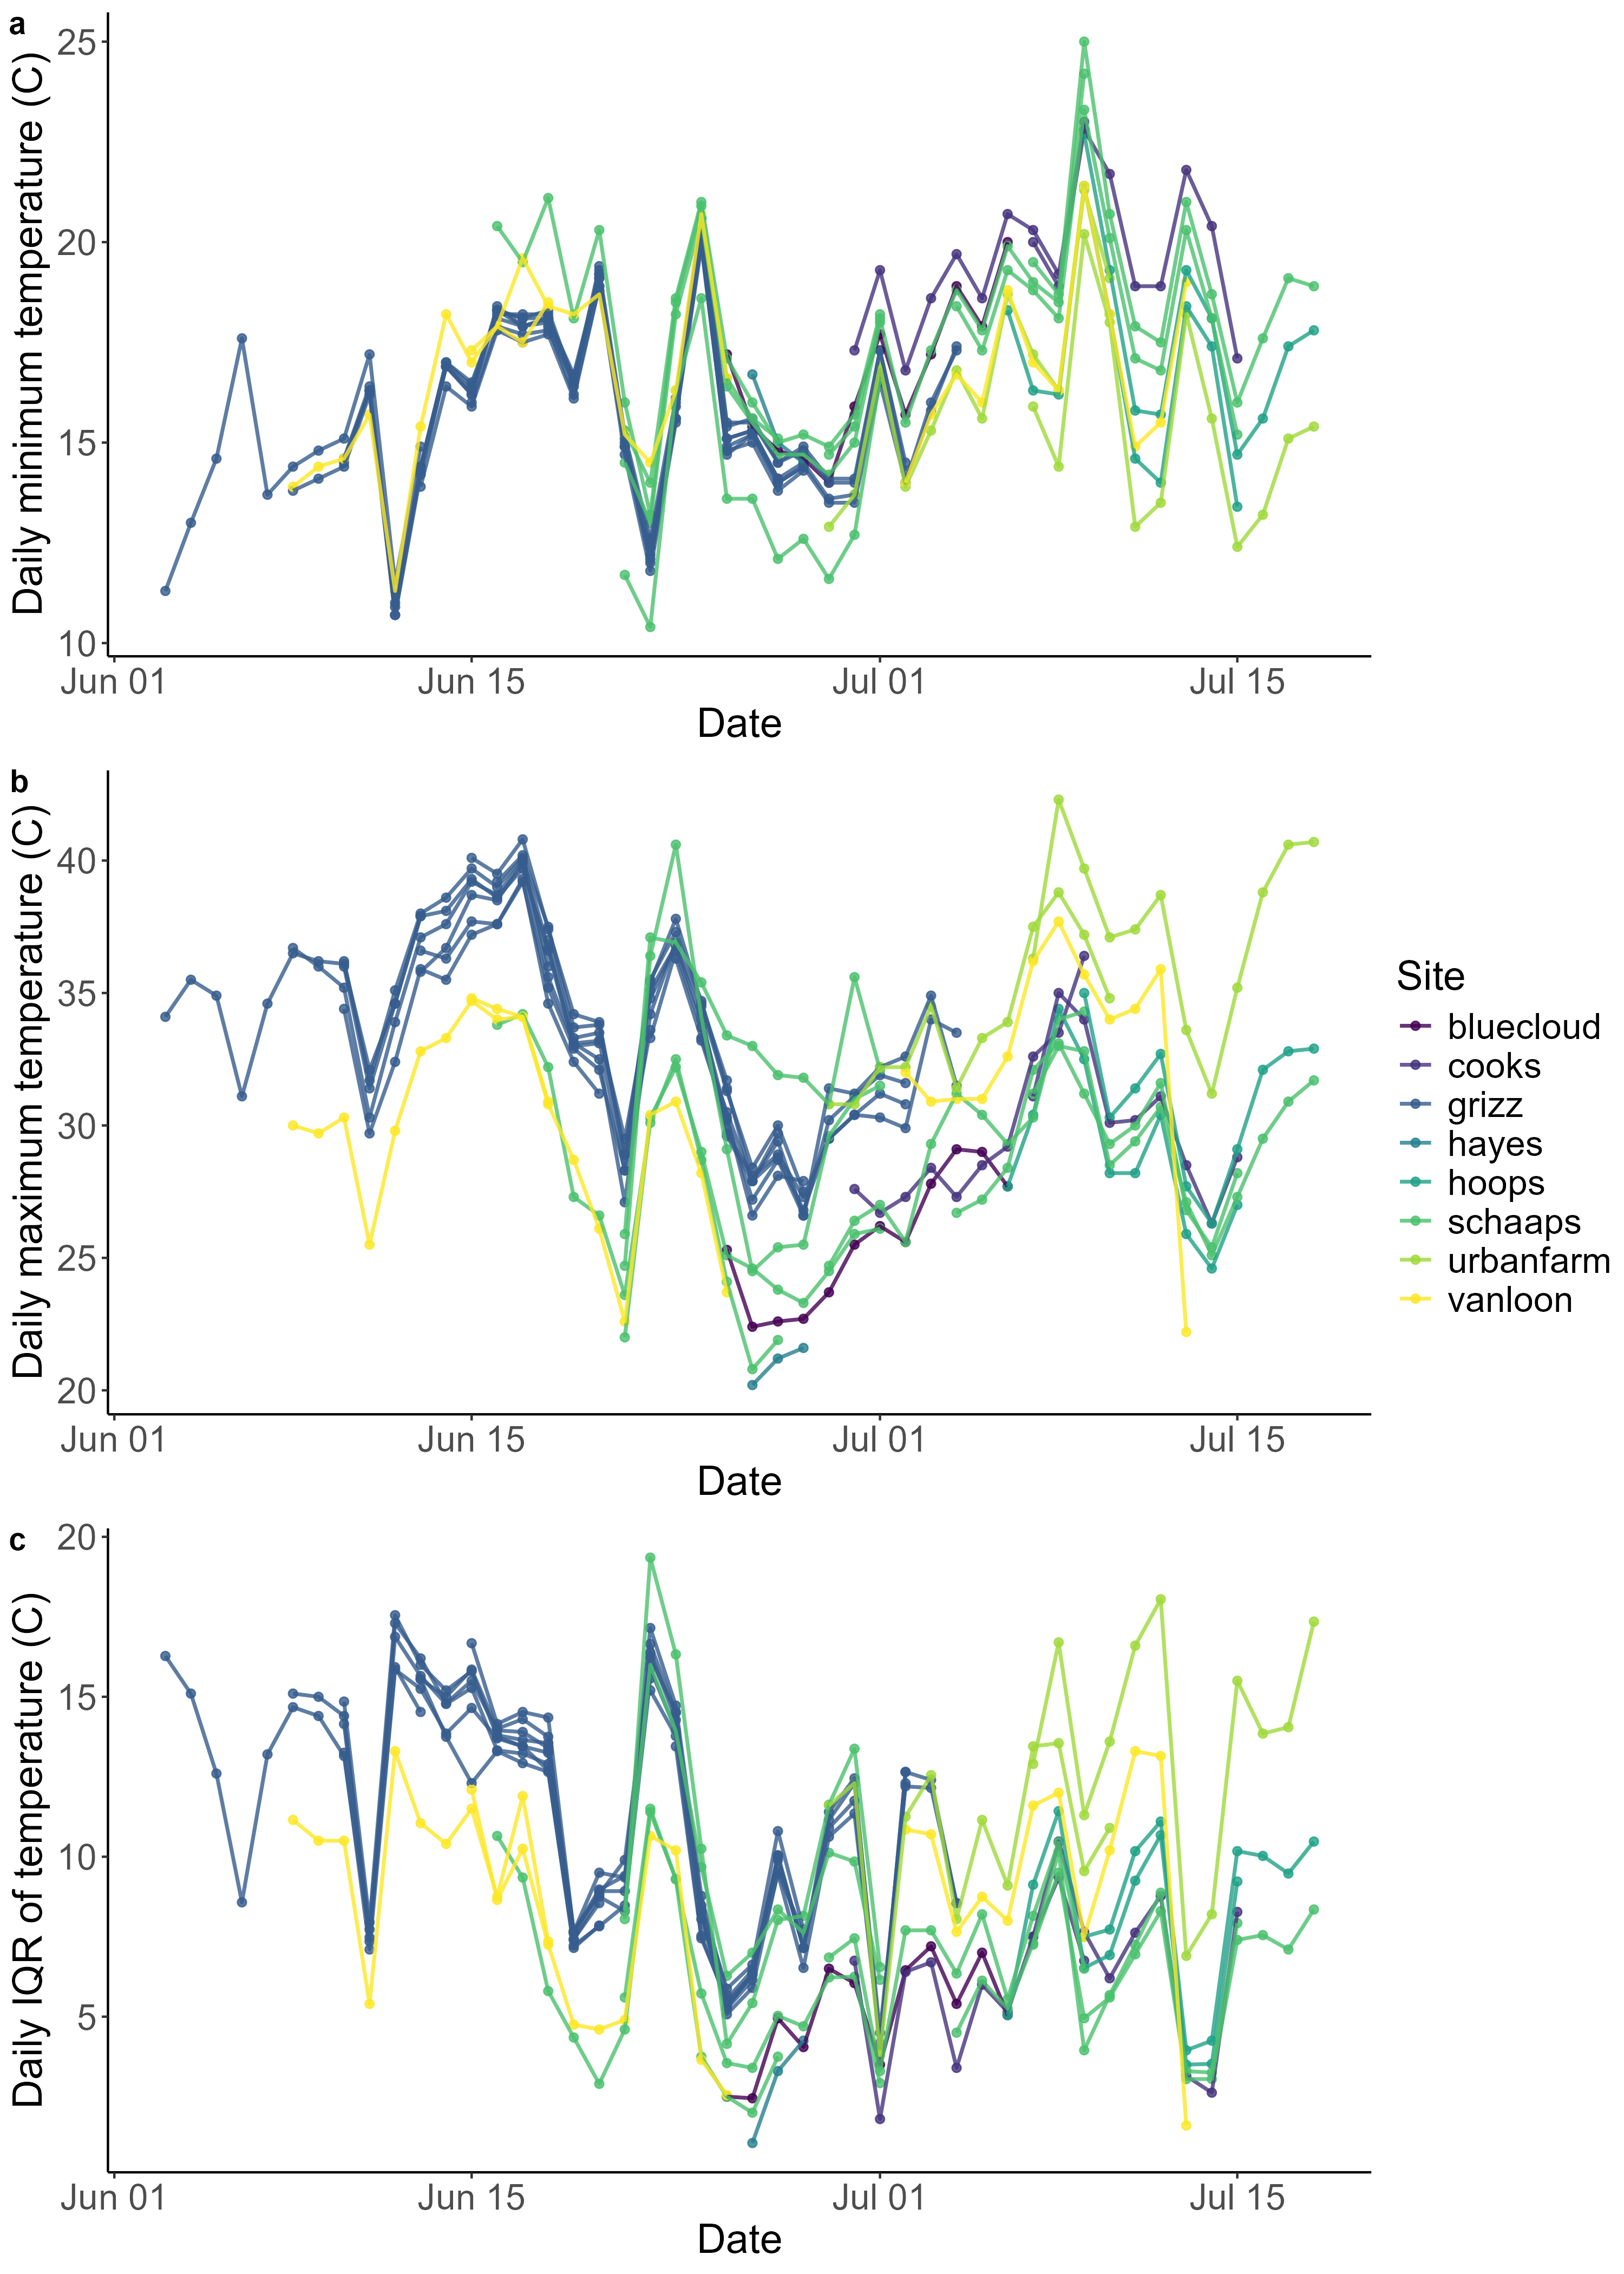 a
Daily minimum temperature (C)
25
20
15
10
Jun 01 Jun 15 Jul 01 Jul 15
Date
b
Daily maximum temperature (C)
40
35
30
25
20
Jun 01 Jun 15 Jul 01 Jul 15
Date
Site
bluecloud
cooks
grizz
hayes
hoops
schaaps
urbanfarm
vanloon
c
Daily IQR of temperature (C)
20
15
10
5
Jun 01 Jun 15 Jul 01 Jul 15
Date